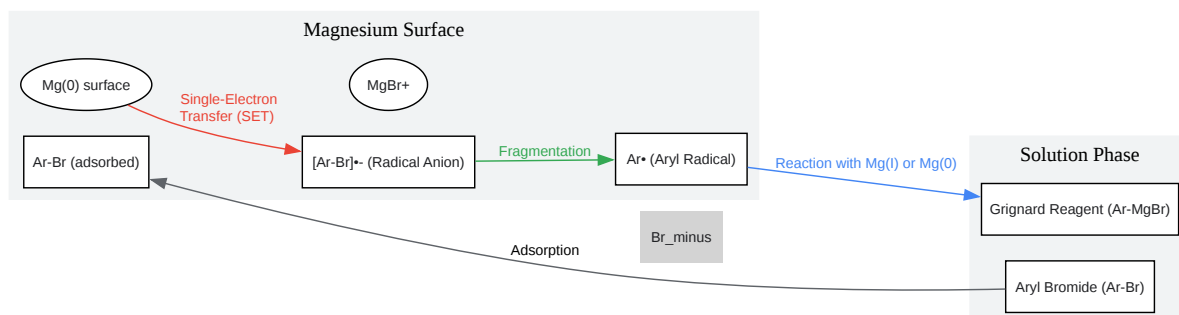 Magnesium Surface
Mg(0) surface
MgBr+
Single-Electron
Transfer (SET)
Ar-Br (adsorbed)
[Ar-Br]•- (Radical Anion)
Fragmentation
Ar• (Aryl Radical)
Reaction with Mg(I) or Mg(0)
Solution Phase
Grignard Reagent (Ar-MgBr)
Br_minus
Adsorption
Aryl Bromide (Ar-Br)